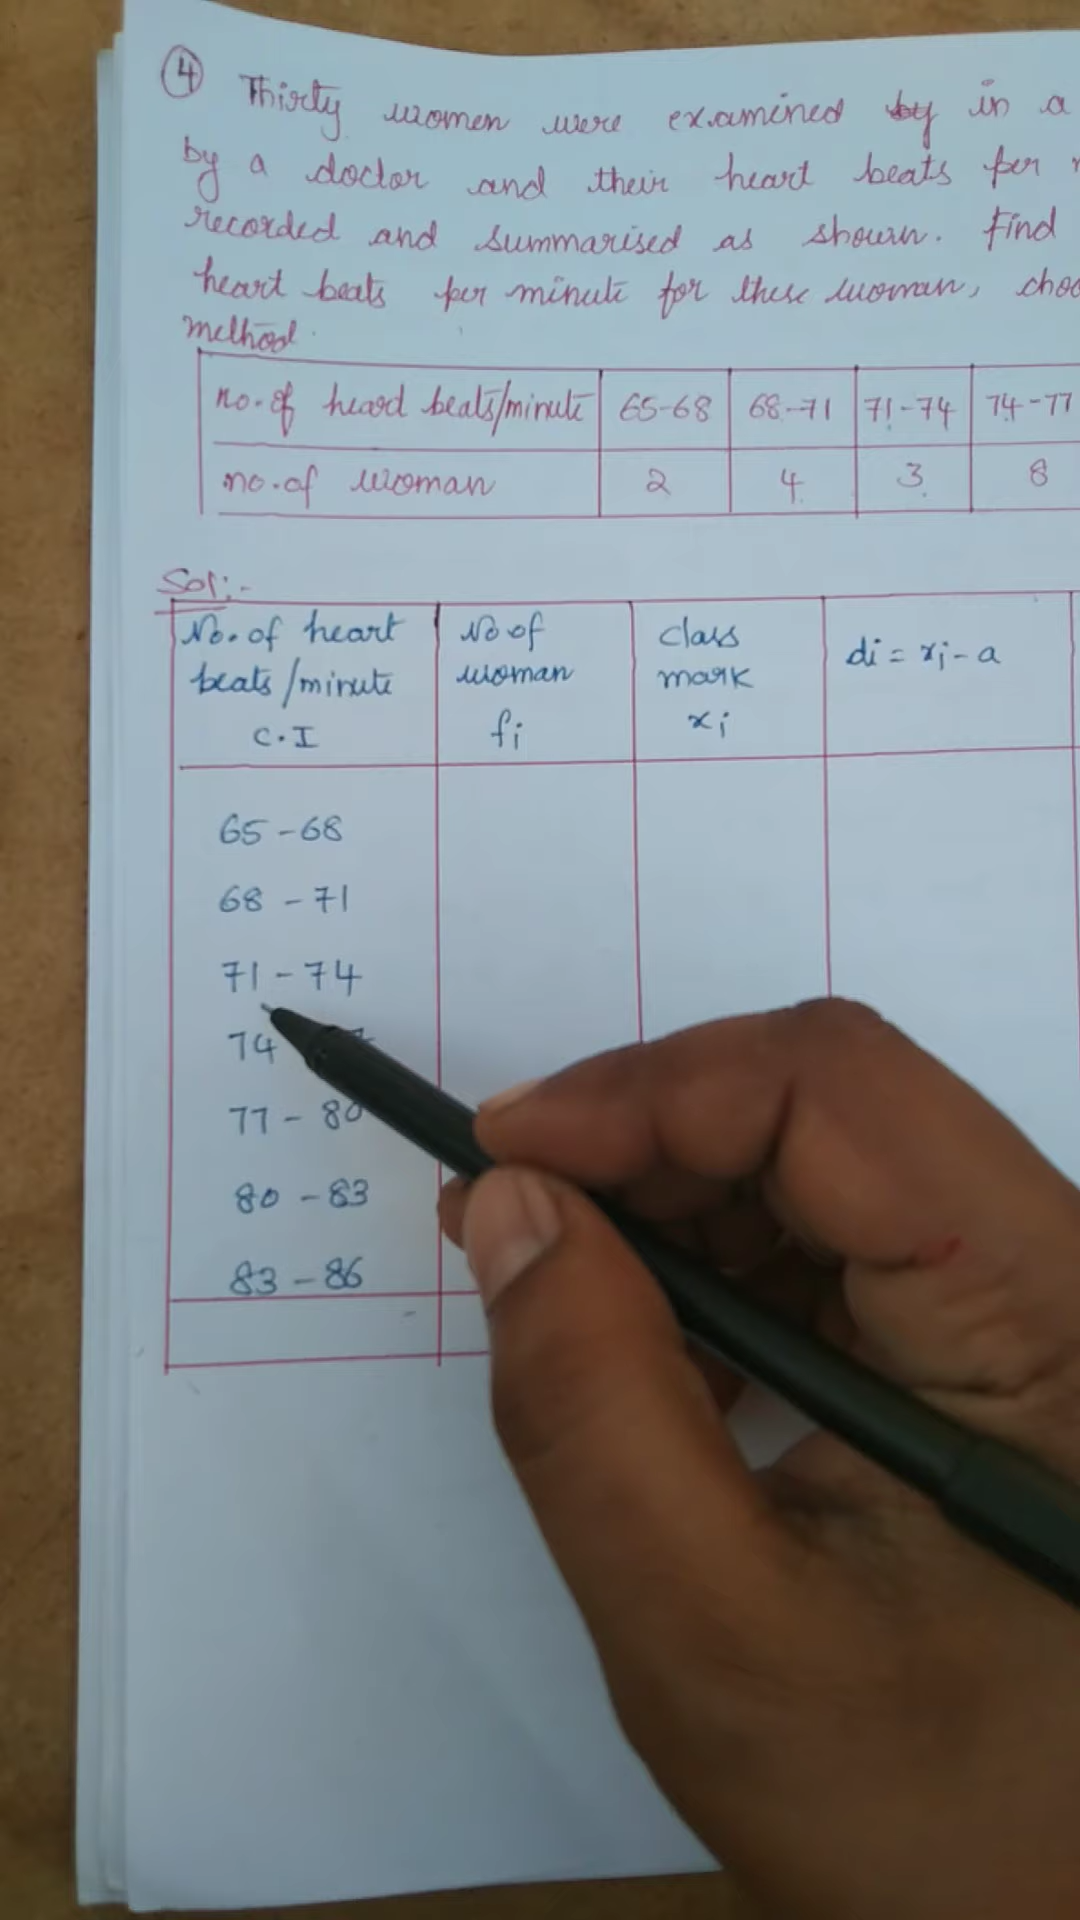 4 Thirty women were examined by in a
by a doctor and their heart beats per
recorded and summarised as shown. Find
heart beats per minute for these woman,
method.
no.of heard beats/minute 65-68 68-71 71-74 74-77
no.of woman 2 4 3 8
Sol:-
No. of heart beats/minute C.I No of woman fi class mark xi di = xi - a
65-68
68-71
71-74
74
77-80
80-83
83-86